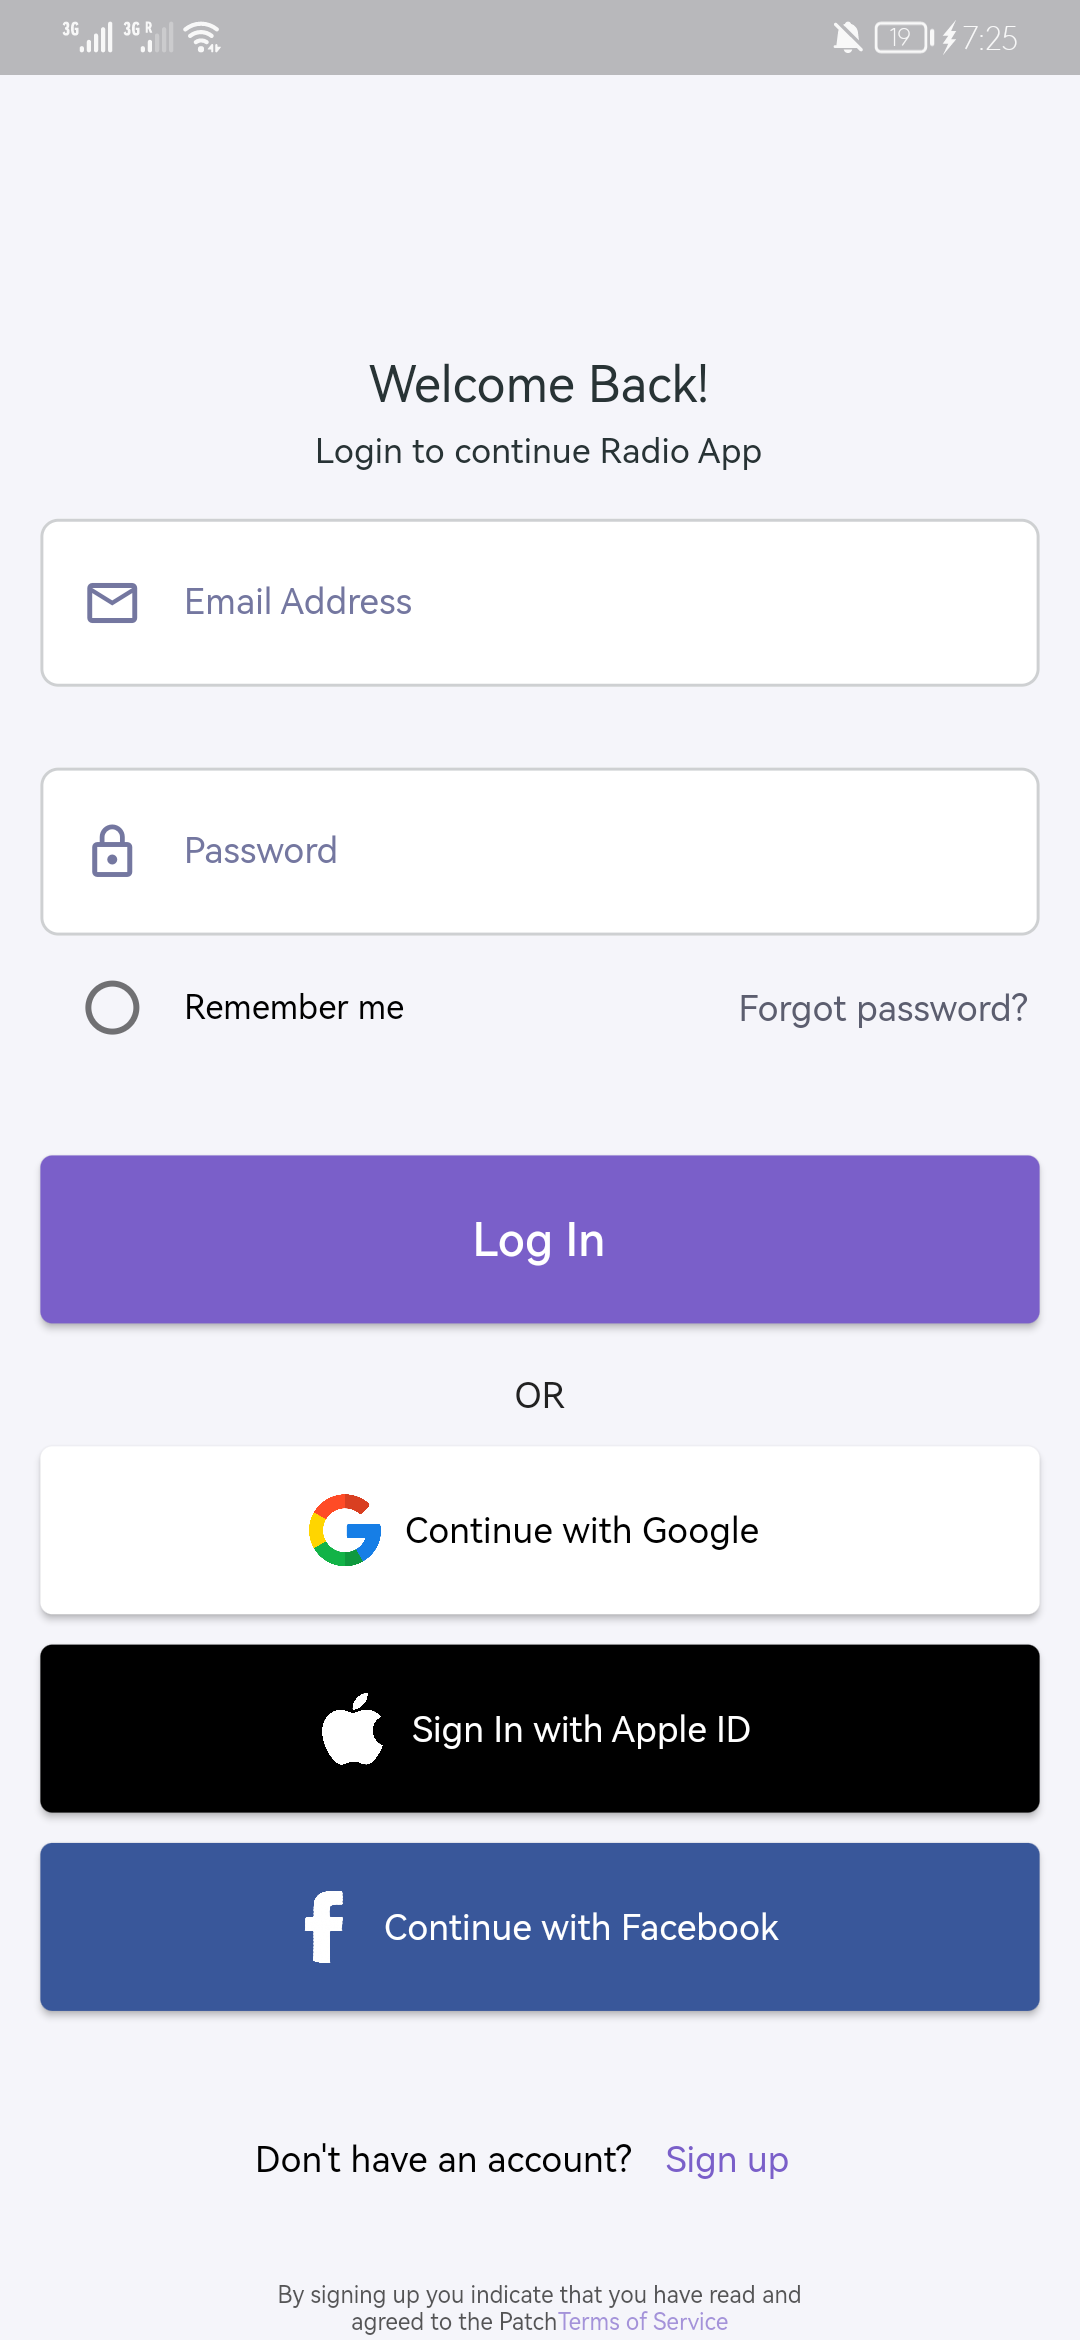 3G 3G R 19 7:25
Welcome Back!
Login to continue Radio App
Email Address
Password
Remember me Forgot password?
Log In
OR
Continue with Google
Sign In with Apple ID
Continue with Facebook
Don't have an account? Sign up
By signing up you indicate that you have read and
agreed to the PatchTerms of Service